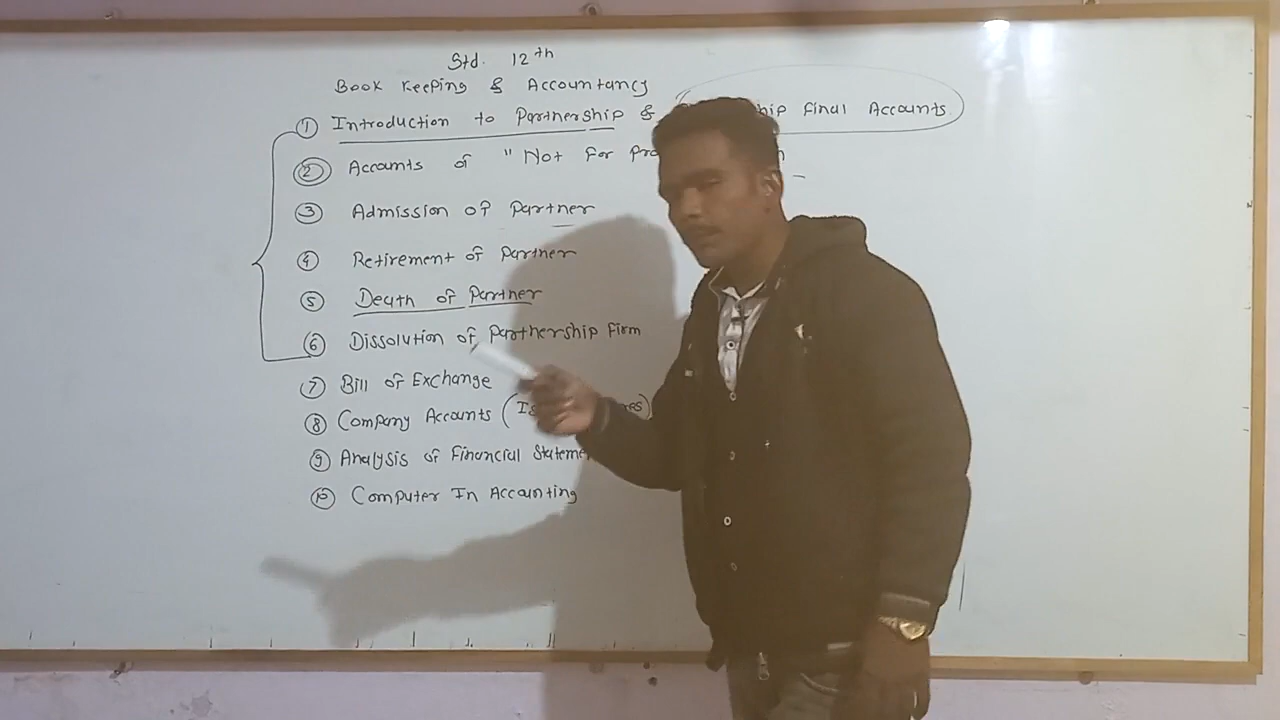 Std. 12th
Book Keeping & Accountancy
① Introduction to Partnership & hip final Accounts
② Accounts of "Not For
③ Admission of Partner
④ Retirement of Partner
⑤ Death of Partner
⑥ Dissolution of Partnership Firm
⑦ Bill of Exchange
⑧ Company Accounts (
⑨ Analysis of Financial Stateme
⑩ Computer In Accounting